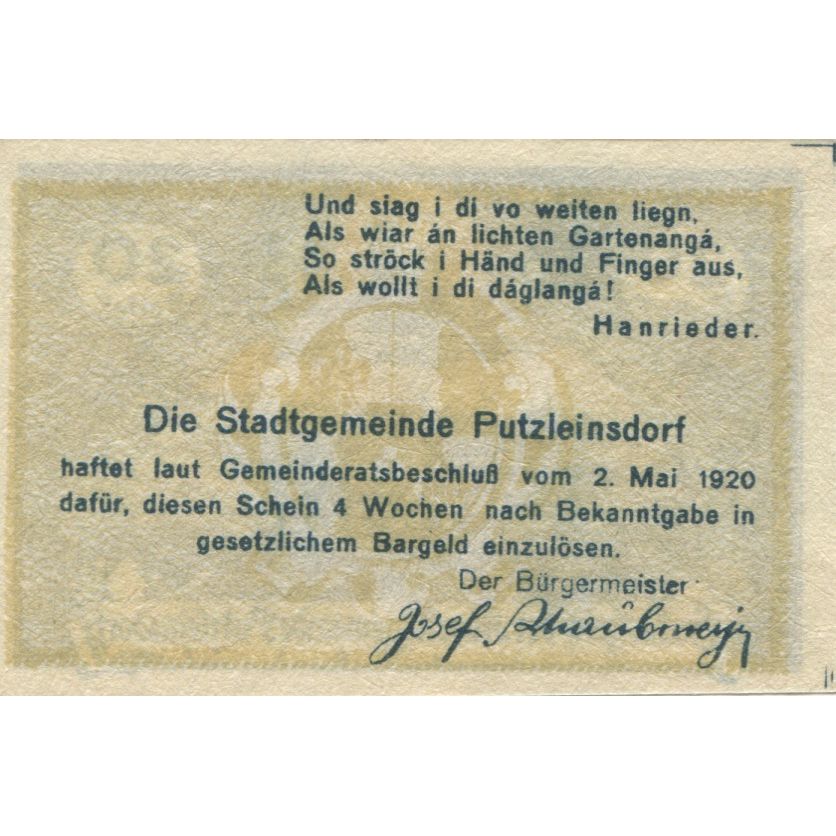 Und siag i di vo weiten liegn,
Als wiar án lichten Gartenangá,
So ströck i Händ und Finger aus,
Als wollt i di dáglangá!
Hanrieder.
Die Stadtgemeinde Putzleinsdorf
haftet laut Gemeinderatsbeschluß vom 2. Mai 1920
dafür, diesen Schein 4 Wochen nach Bekanntgabe in
gesetzlichem Bargeld einzulösen.
Der Bürgermeister
Josef